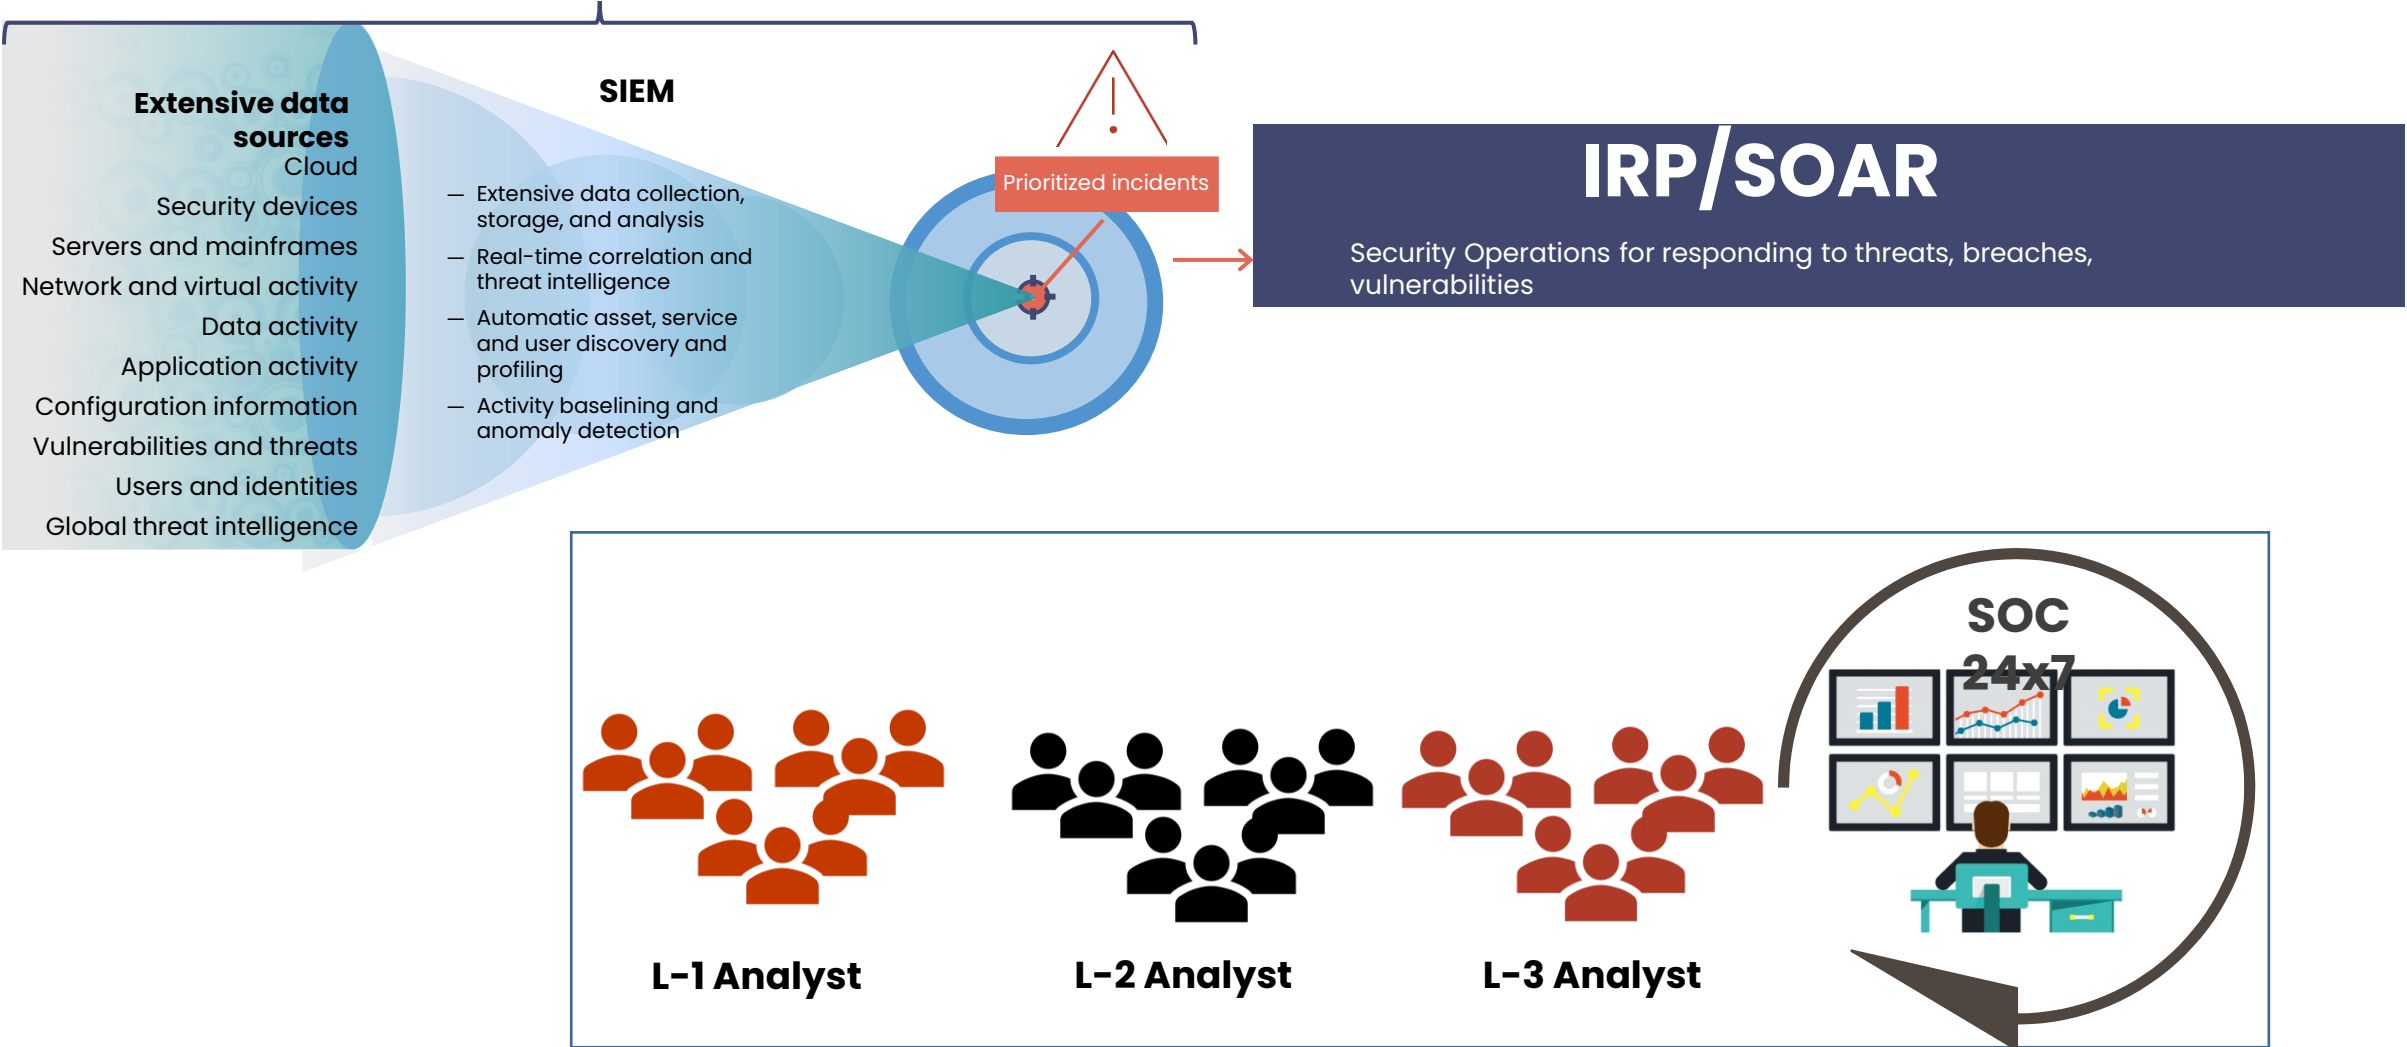 Extensive data
sources
Cloud
Security devices
Servers and mainframes
Network and virtual activity
Data activity
Application activity
Configuration information
Vulnerabilities and threats
Users and identities
Global threat intelligence
SIEM
— Extensive data collection,
storage, and analysis
— Real-time correlation and
threat intelligence
— Automatic asset, service
and user discovery and
profiling
— Activity baselining and
anomaly detection
Prioritized incidents
IRP/SOAR
Security Operations for responding to threats, breaches,
vulnerabilities
SOC
24x7
L-1 Analyst
L-2 Analyst
L-3 Analyst